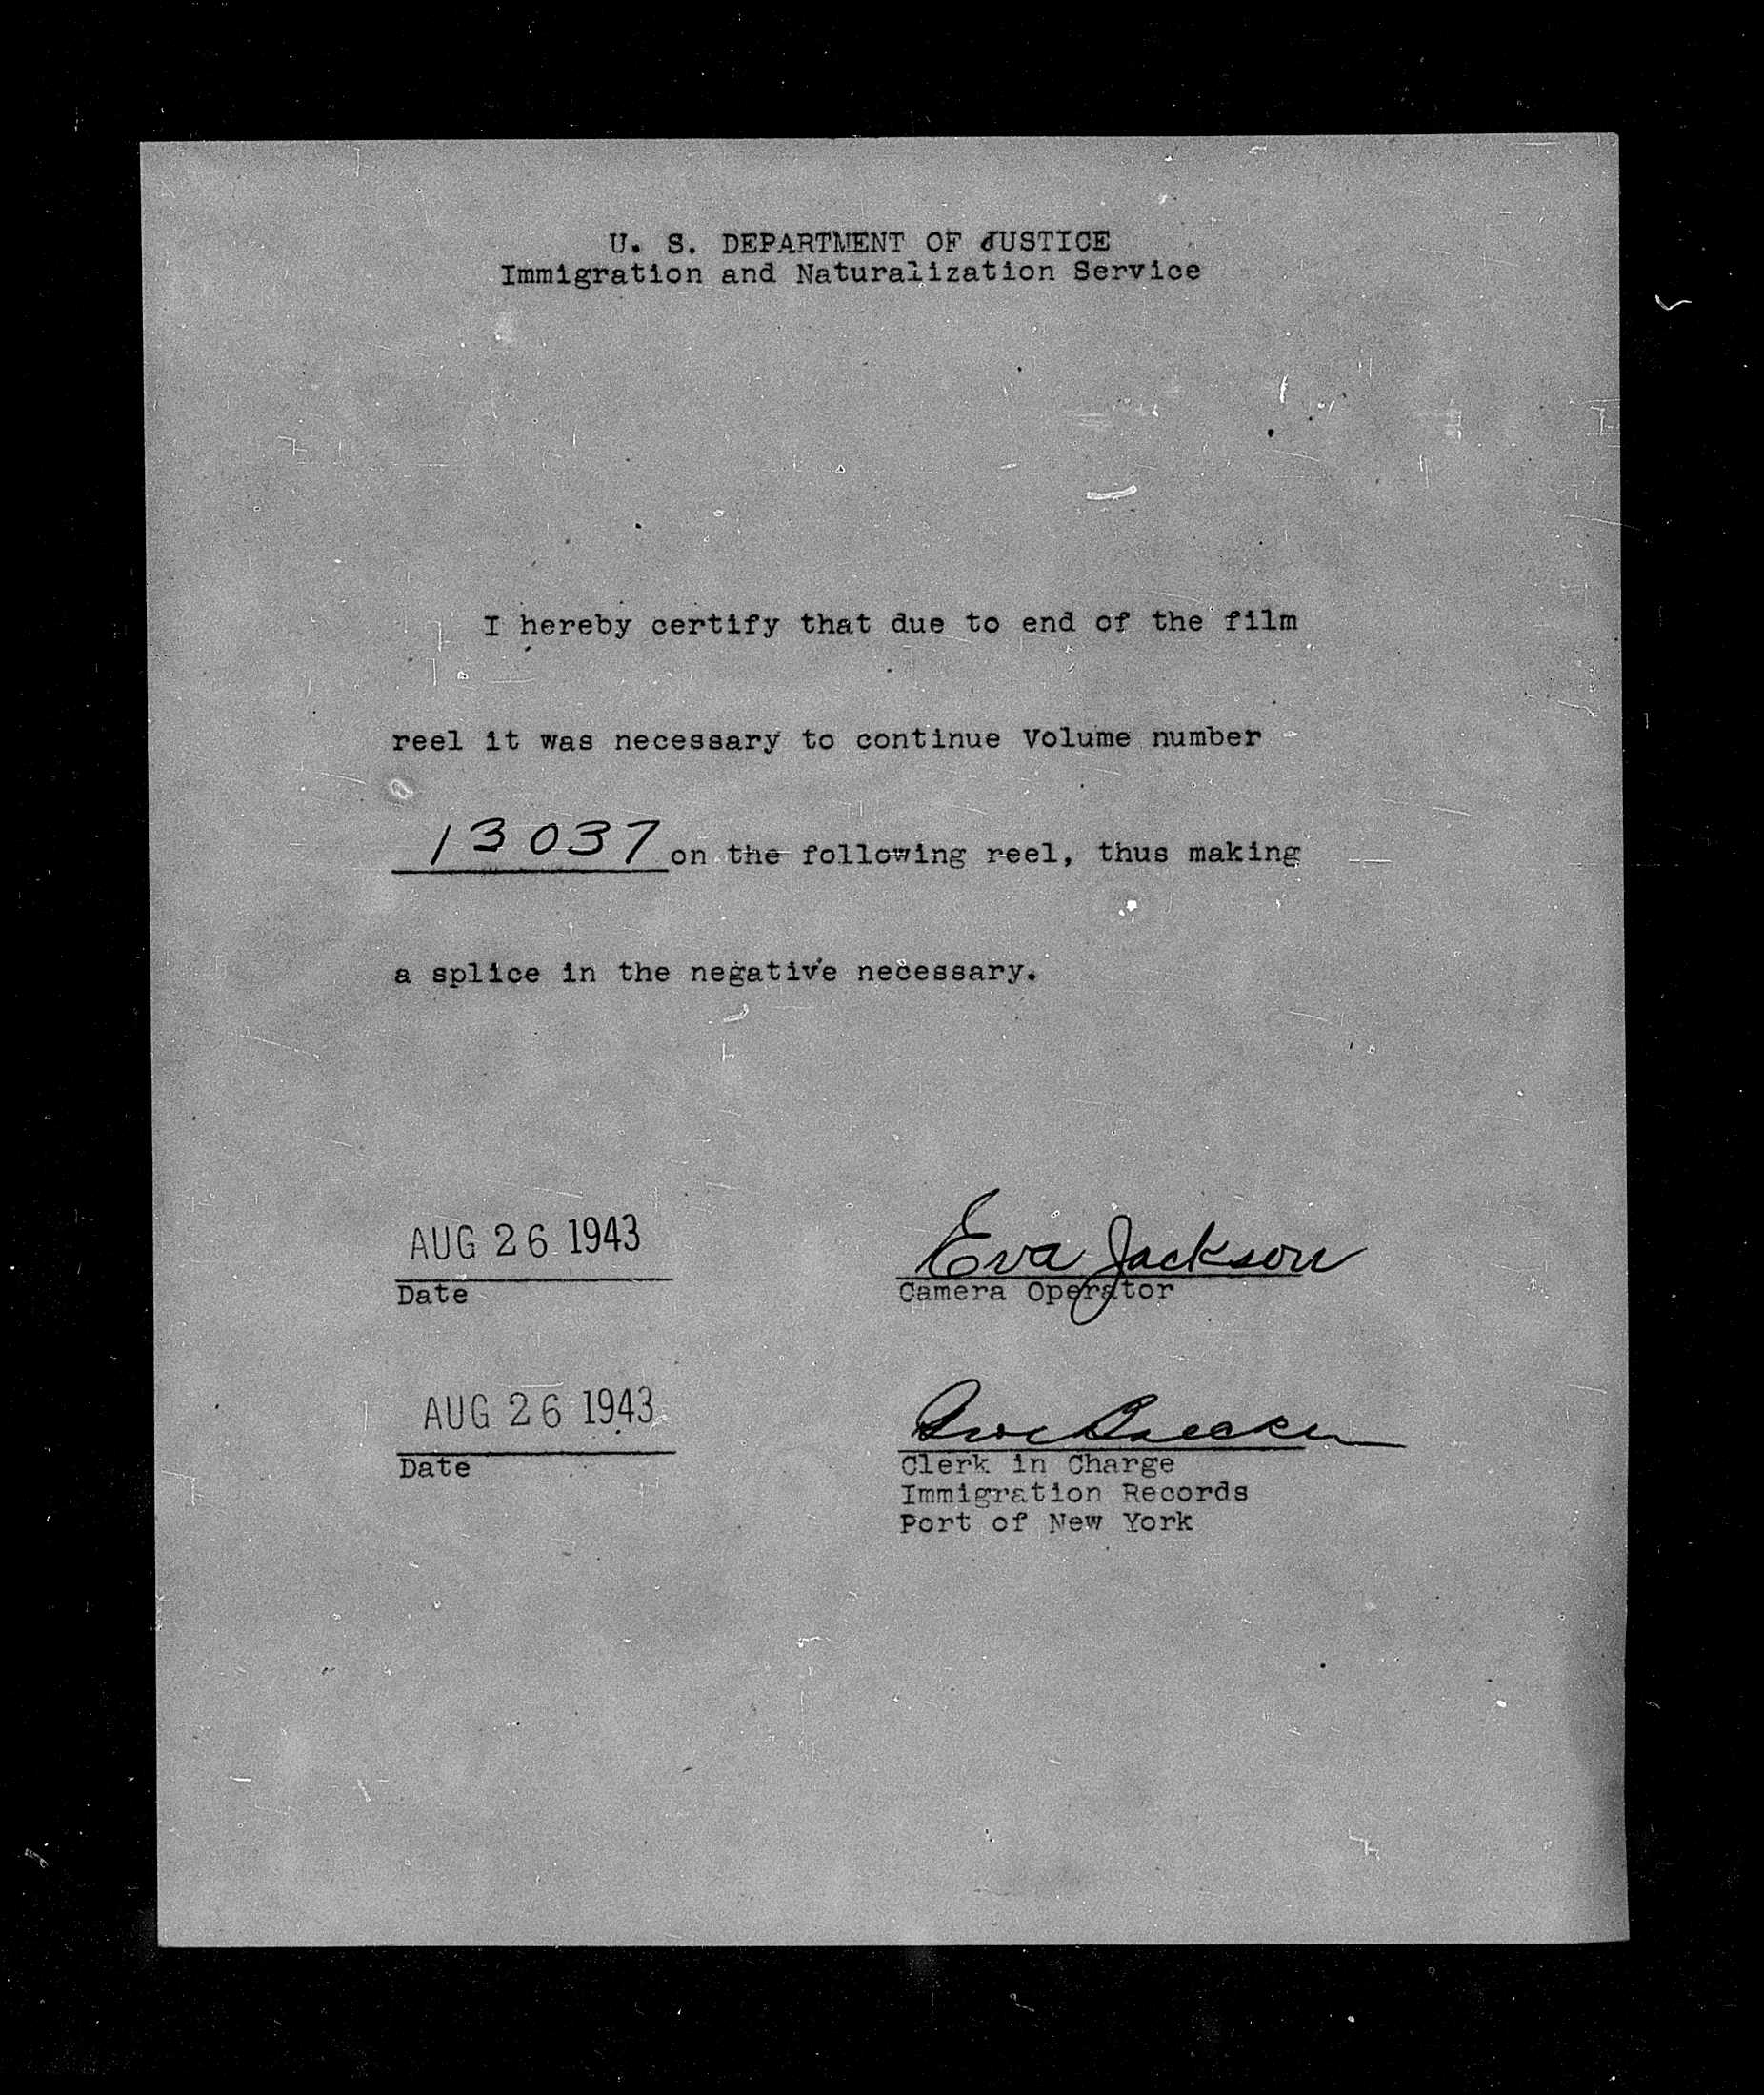 U. S. DEPARTMENT OF JUSTICE
Immigration and Naturalization Service
I hereby certify that due to end of the film
reel it was necessary to continue Volume number
13037 on the following reel, thus making
a splice in the negative necessary.
AUG 26 1943
Eva Jackson
Date
Camera Operator
AUG 26 1943
Date
Clerk in Charge
Immigration Records
Port of New York